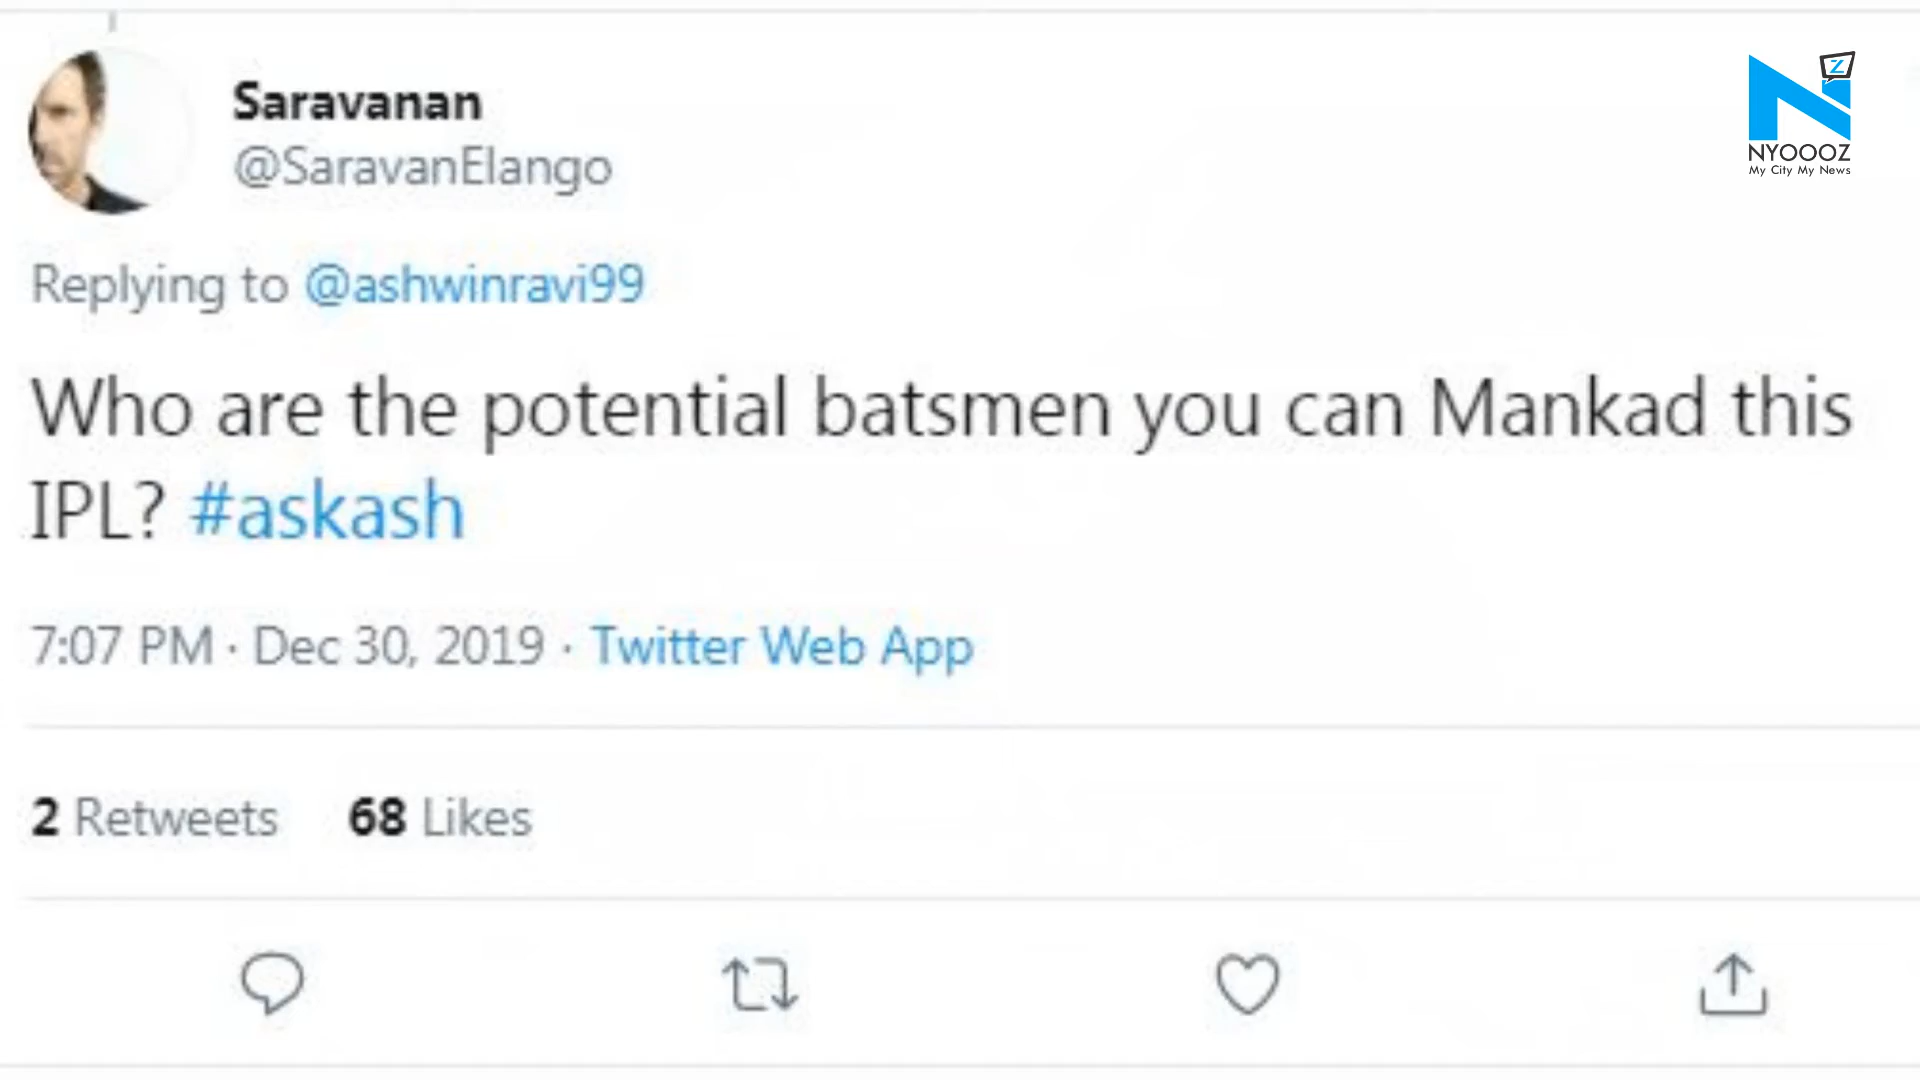 Saravanan
@SaravanElango
Z
NYOOOZ
My City My News
Replying to @ashwinravi99
Who are the potential batsmen you can Mankad this
IPL? #askash
7:07 PM · Dec 30, 2019 · Twitter Web App
2 Retweets 68 Likes